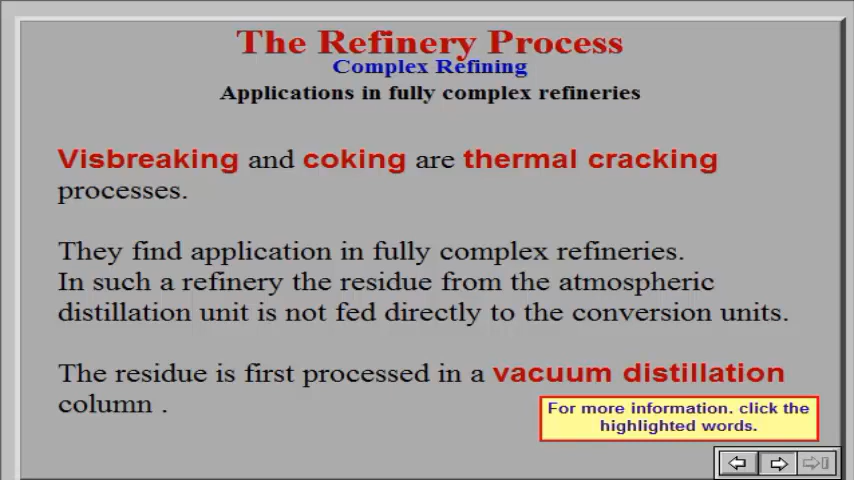 The Refinery Process
Complex Refining
Applications in fully complex refineries
Visbreaking and coking are thermal cracking
processes.
They find application in fully complex refineries.
In such a refinery the residue from the atmospheric
distillation unit is not fed directly to the conversion units.
The residue is first processed in a vacuum distillation
column .
For more information. click the
highlighted words.